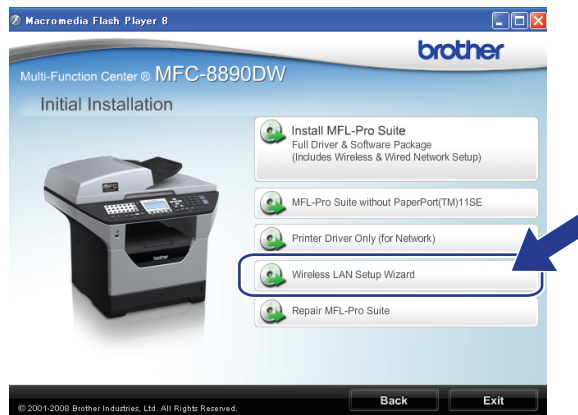 Macromedia Flash Player 8
brother
Multi-Function Center ® MFC-8890DW
Initial Installation
Install MFL-Pro Suite
Full Driver & Software Package
(Includes Wireless & Wired Network Setup)
MFL-Pro Suite without PaperPort(TM)11SE
Printer Driver Only (for Network)
Wireless LAN Setup Wizard
Repair MFL-Pro Suite
brother
Back
Exit
© 2001-2008 Brother Industries, Ltd. All Rights Reserved.